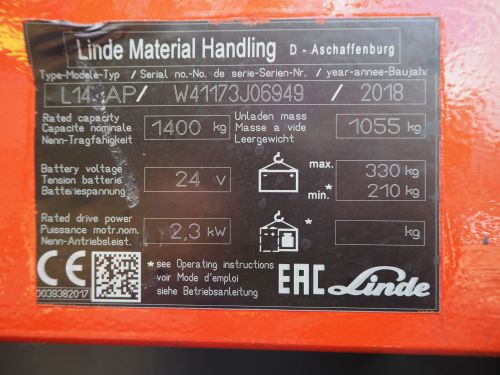 Linde Material Handling D - Aschaffenburg
Type-Modele-Typ / Serial no.-No. de serie-Serien-Nr. / year-annee-Baujahr
L14 AP / W41173J06949 / 2018
Rated capacity
Capacite nominale
Nenn-Tragfahigkeit
1400 kg
Unladen mass
Masse a vide
Leergewicht
1055 kg
Battery voltage
Tension batterie
Batteriespannung
24 V
max. 330 kg
min.* 210 kg
Rated drive power
Puissance motr.nom.
Nenn-Antriebsleist.
2,3 kW
* kg
CE
0039382017
* see Operating instructions
voir Mode d'emploi
siehe Betriebsanleitung
EAC Linde